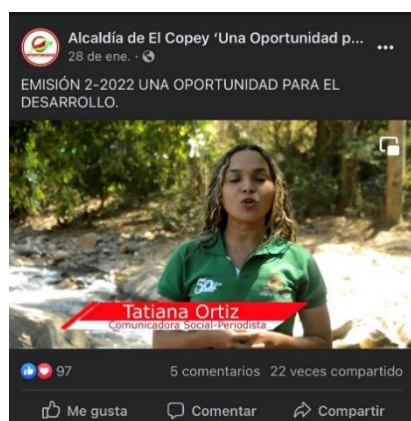 Alcaldía de El Copey ‘Una Oportunidad p...
28 de ene. ·
EMISIÓN 2-2022 UNA OPORTUNIDAD PARA EL
DESARROLLO.
50
Tatiana Ortiz
Comunicadora Social-Periodista
97
5 comentarios 22 veces compartido
Me gusta Comentar Compartir